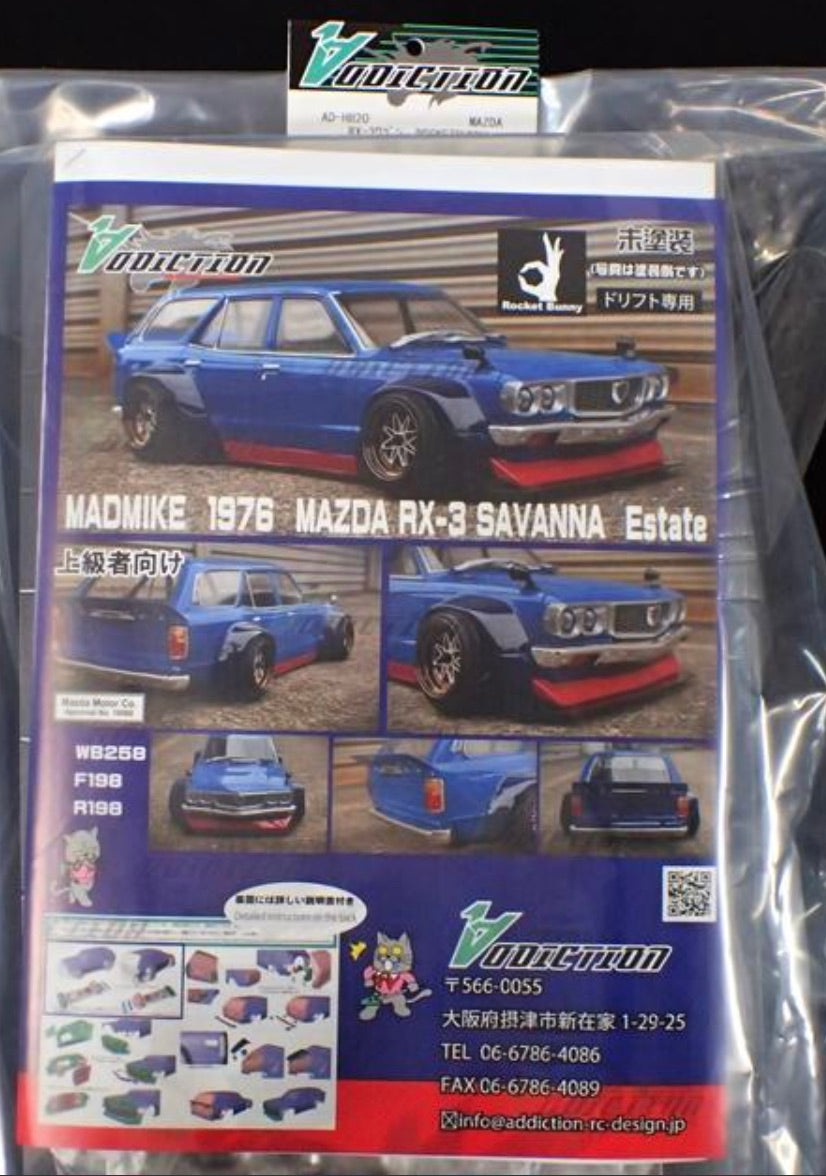 ADDICTION
AD-HB20 MAZDA
ADDICTION
Rocket Bunny
未塗装
(写真は塗装例です)
ドリフト専用
MADMIKE 1976 MAZDA RX-3 SAVANNA Estate
上級者向け
Mazda Motor Co.
WB258
F198
R198
裏面には詳しい説明書付き
Detailed instructions on the back
ADDICTION
〒566-0055
大阪府摂津市新在家 1-29-25
TEL 06-6786-4086
FAX 06-6786-4089
info@addiction-rc-design.jp